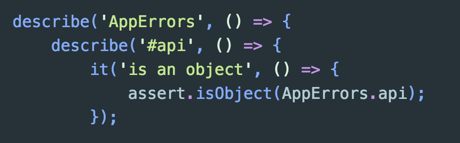 describe('AppErrors', () => {
    describe('#api', () => {
        it('is an object', () => {
            assert.isObject(AppErrors.api);
        });